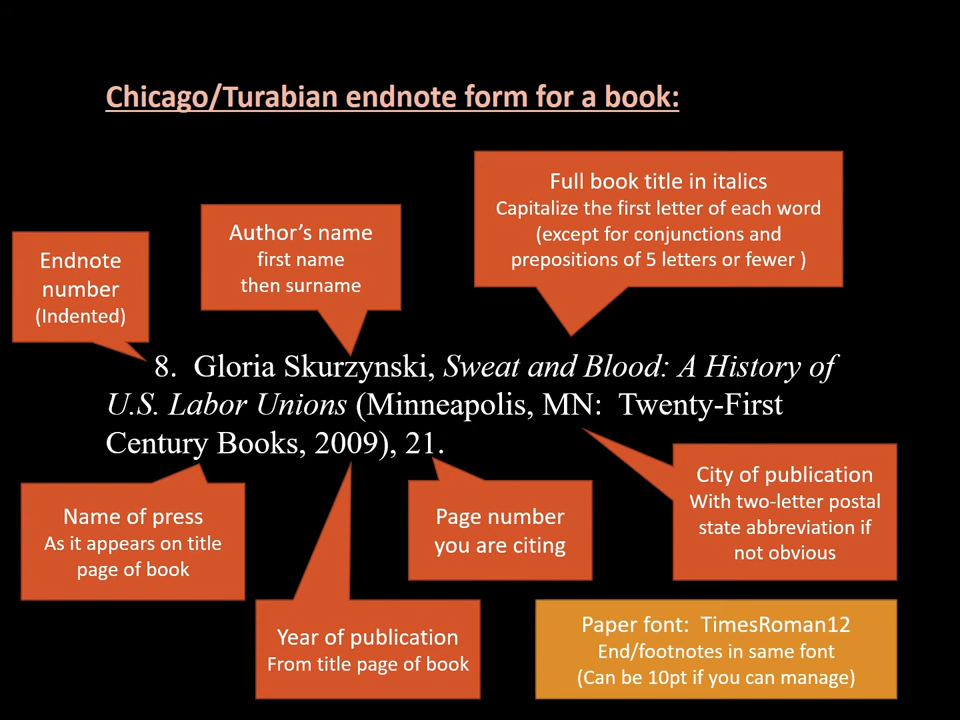 Chicago/Turabian endnote form for a book:
Full book title in italics
Capitalize the first letter of each word
(except for conjunctions and
prepositions of 5 letters or fewer )
Author’s name
first name
then surname
Endnote
number
(Indented)
8.  Gloria Skurzynski, Sweat and Blood: A History of
U.S. Labor Unions (Minneapolis, MN:  Twenty-First
Century Books, 2009), 21.
Name of press
As it appears on title
page of book
Year of publication
From title page of book
Page number
you are citing
City of publication
With two-letter postal
state abbreviation if
not obvious
Paper font:  TimesRoman12
End/footnotes in same font
(Can be 10pt if you can manage)